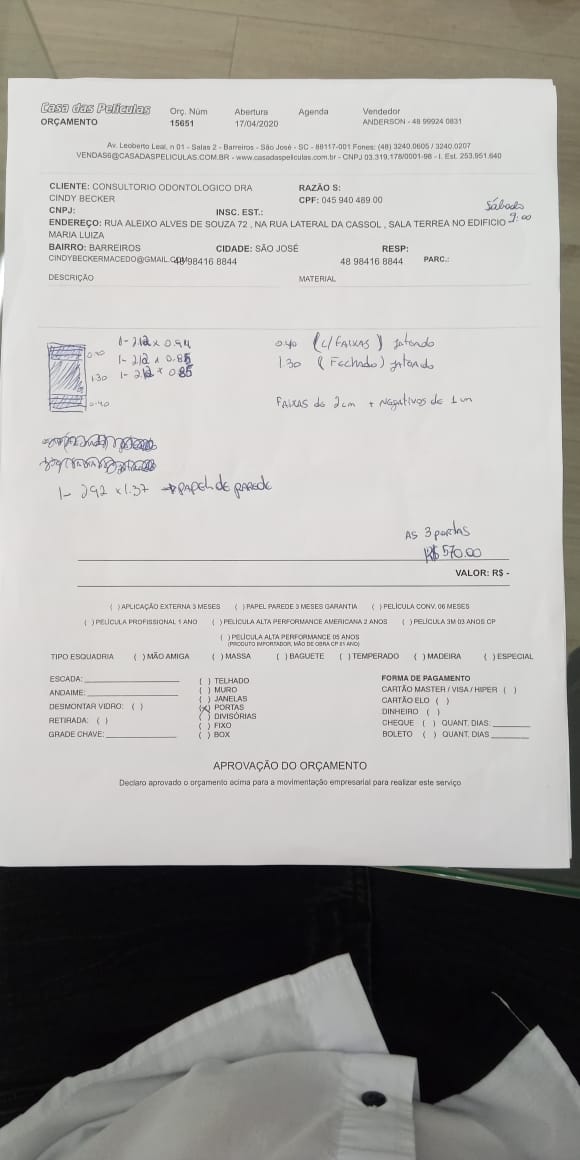 Casa das Películas
ORÇAMENTO
Orç. Núm Abertura Agenda Vendedor
15651 17/04/2020 ANDERSON - 48 99924 0831
Av. Leoberto Leal, n 01 - Salas 2 - Barreiros - São José - SC - 88117-001 Fones: (48) 3240.0605 / 3240.0207
VENDAS6@CASADASPELICULAS.COM.BR - www.casadaspeliculas.com.br - CNPJ 03.319.178/0001-98 - I. Est. 253.951.640
CLIENTE: CONSULTORIO ODONTOLOGICO DRA CINDY BECKER
RAZÃO S:
CPF: 045 940 489 00
CNPJ: INSC. EST.:
Sábado
9:00
ENDEREÇO: RUA ALEIXO ALVES DE SOUZA 72 , NA RUA LATERAL DA CASSOL , SALA TERREA NO EDIFICIO
MARIA LUIZA
BAIRRO: BARREIROS CIDADE: SÃO JOSÉ RESP:
CINDYBECKERMACEDO@GMAIL.COM 48 98416 8844 48 98416 8844 PARC.:
DESCRIÇÃO MATERIAL
1- 2.12 x 0.94
1- 2.12 x 0.85
1- 2.12 x 0.85
0.40
1.30
0.40
0.40 (C/ FAIXAS) jateado
1.30 (Fechado) jateado
FAIXAS de 2cm + Negativos de 1 cm
1- 2.92 x 1.37 → PAPEL DE PAREDE
AS 3 portas
R$ 570.00
VALOR: R$ -
( ) APLICAÇÃO EXTERNA 3 MESES ( ) PAPEL PAREDE 3 MESES GARANTIA ( ) PELÍCULA CONV. 06 MESES
( ) PELÍCULA PROFISSIONAL 1 ANO ( ) PELÍCULA ALTA PERFORMANCE AMERICANA 2 ANOS ( ) PELÍCULA 3M 03 ANOS CP
( ) PELÍCULA ALTA PERFORMANCE 05 ANOS
(PRODUTO IMPORTADOR, MÃO DE OBRA CP 01 ANO)
TIPO ESQUADRIA ( ) MÃO AMIGA ( ) MASSA ( ) BAGUETE ( ) TEMPERADO ( ) MADEIRA ( ) ESPECIAL
ESCADA:
ANDAIME:
DESMONTAR VIDRO: ( )
RETIRADA: ( )
GRADE CHAVE:
( ) TELHADO
( ) MURO
( ) JANELAS
(X) PORTAS
( ) DIVISÓRIAS
( ) FIXO
( ) BOX
FORMA DE PAGAMENTO
CARTÃO MASTER / VISA / HIPER ( )
CARTÃO ELO ( )
DINHEIRO ( )
CHEQUE ( ) QUANT. DIAS:
BOLETO ( ) QUANT. DIAS
APROVAÇÃO DO ORÇAMENTO
Declaro aprovado o orçamento acima para a movimentação empresarial para realizar este serviço